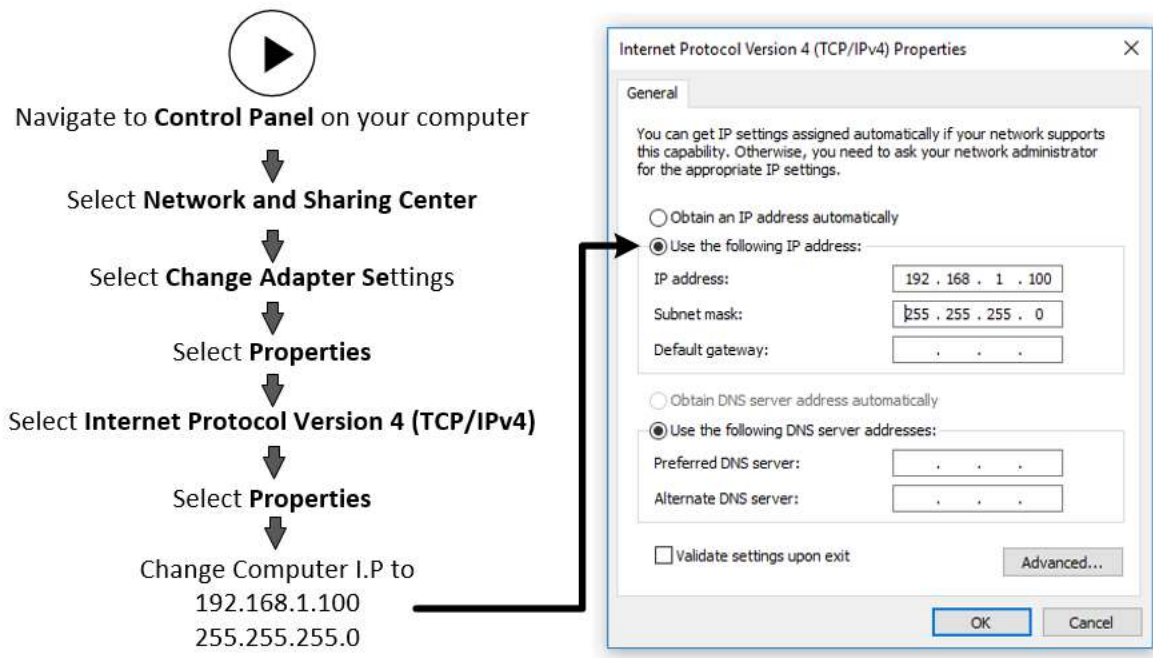 Navigate to Control Panel on your computer
Select Network and Sharing Center
Select Change Adapter Settings
Select Properties
Select Internet Protocol Version 4 (TCP/IPv4)
Select Properties
Change Computer I.P to
192.168.1.100
255.255.255.0
Internet Protocol Version 4 (TCP/IPv4) Properties
General
You can get IP settings assigned automatically if your network supports
this capability. Otherwise, you need to ask your network administrator
for the appropriate IP settings.
Obtain an IP address automatically
Use the following IP address:
IP address: 192 . 168 . 1 . 100
Subnet mask: 255 . 255 . 255 . 0
Default gateway: . . .
Obtain DNS server address automatically
Use the following DNS server addresses:
Preferred DNS server: . . .
Alternate DNS server: . . .
Validate settings upon exit
Advanced...
OK Cancel